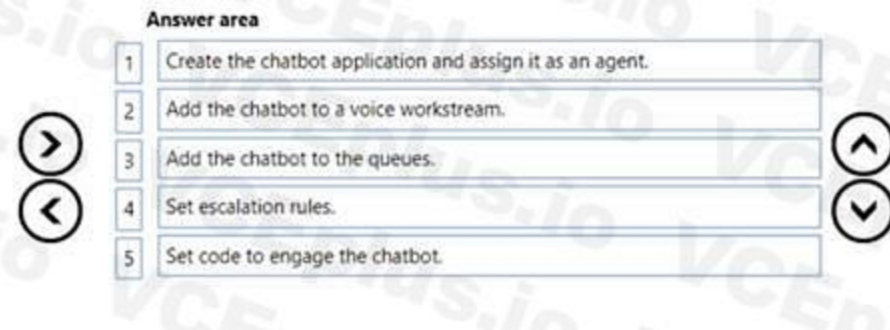 Answer area
1 Create the chatbot application and assign it as an agent.
2 Add the chatbot to a voice workstream.
3 Add the chatbot to the queues.
4 Set escalation rules.
5 Set code to engage the chatbot.
VCEplus.io